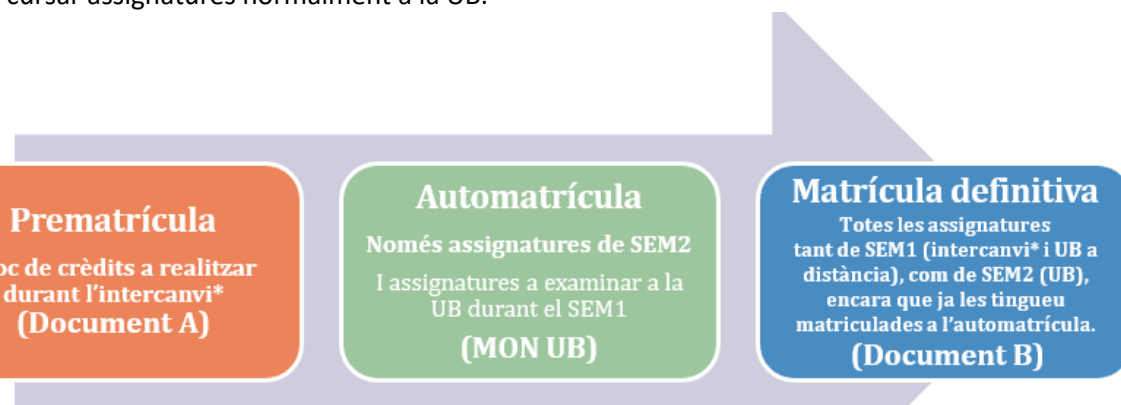 cursar assignatures normalment a la UB.
Prematrícula
de crèdits a realitzar
durant l'intercanvi*
(Document A)
Automatrícula
Només assignatures de SEM2
I assignatures a examinar a la
UB durant el SEM1
(MON UB)
Matrícula definitiva
Totes les assignatures
tant de SEM1 (intercanvi* i UB a
distància), com de SEM2 (UB),
encara que ja les tingueu
matriculades a l'automatrícula.
(Document B)